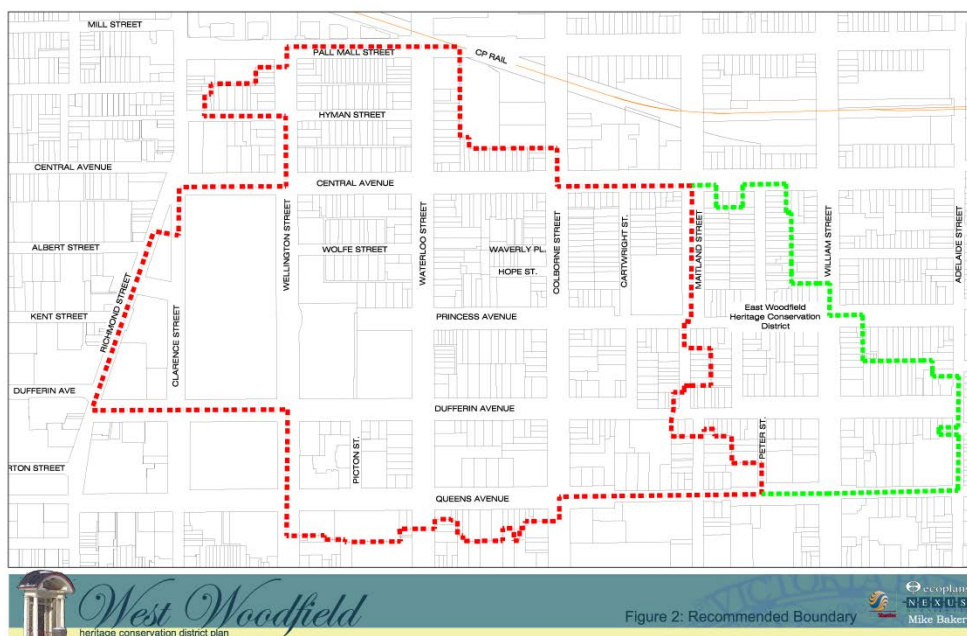 MILL STREET
PALL MALL STREET
CP RAIL
HYMAN STREET
CENTRAL AVENUE
CENTRAL AVENUE
ALBERT STREET
WOLFE STREET
WAVERLY PL.
HOPE ST.
KENT STREET
PRINCESS AVENUE
RICHMOND STREET
CLARENCE STREET
WELLINGTON STREET
WATERLOO STREET
COLBORNE STREET
CARTWRIGHT ST.
MAITLAND STREET
WILLIAM STREET
ADELAIDE STREET
East Woodfield
Heritage Conservation
District
DUFFERIN AVE
DUFFERIN AVENUE
PICTON ST.
PETER ST.
RTON STREET
QUEENS AVENUE
West Woodfield
heritage conservation district plan
Figure 2: Recommended Boundary
Stantec
ecoplans
NEXUS
Mike Baker